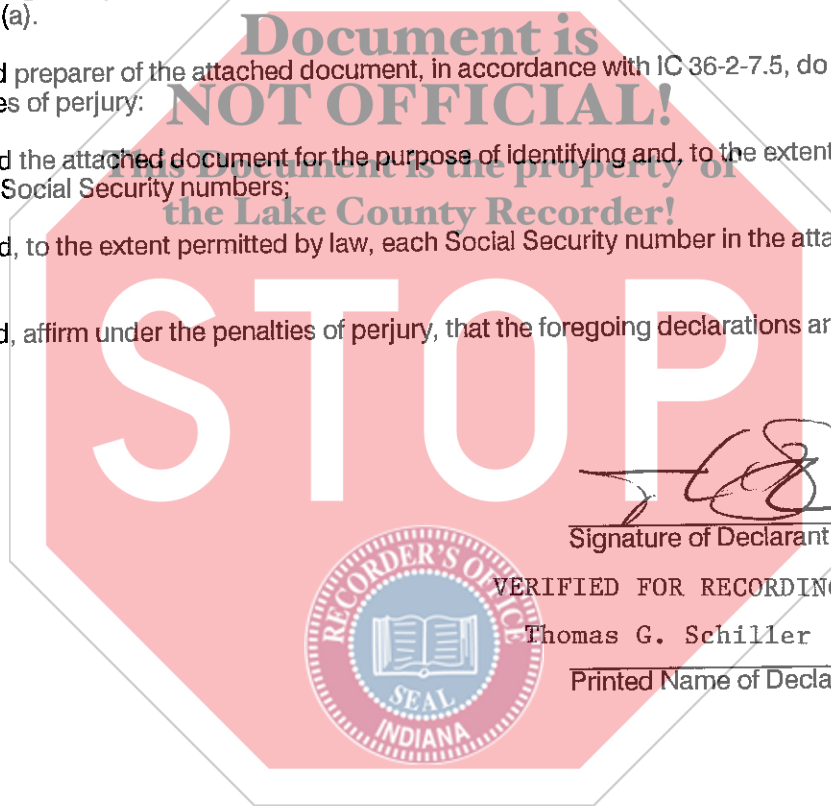 (a).
Document is
d preparer of the attached document, in accordance with IC 36-2-7.5, do
es of perjury:
NOT OFFICIAL!
d the attached document for the purpose of identifying and, to the extent
This Document is the property of
Social Security numbers;
the Lake County Recorder!
d, to the extent permitted by law, each Social Security number in the atta
STOP
d, affirm under the penalties of perjury, that the foregoing declarations ar
Signature of Declarant
RECORDER'S OFFICE
VERIFIED FOR RECORDING
Thomas G. Schiller
Printed Name of Decla
SEAL
INDIANA